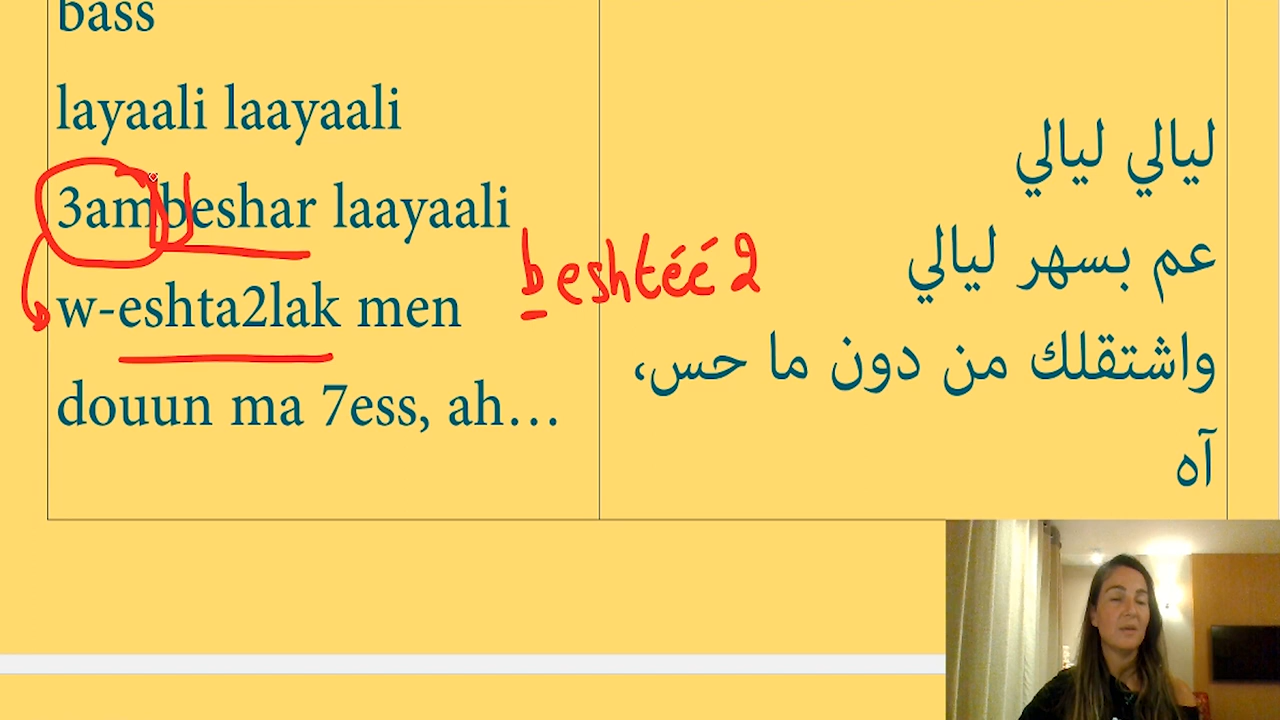 bass
layaali laayaali
3ambeshar laayaali
w-eshta2lak men
douun ma 7ess, ah…
beshtéé2
ليالي ليالي
عم بسهر ليالي
واشتقلك من دون ما حس،
آه